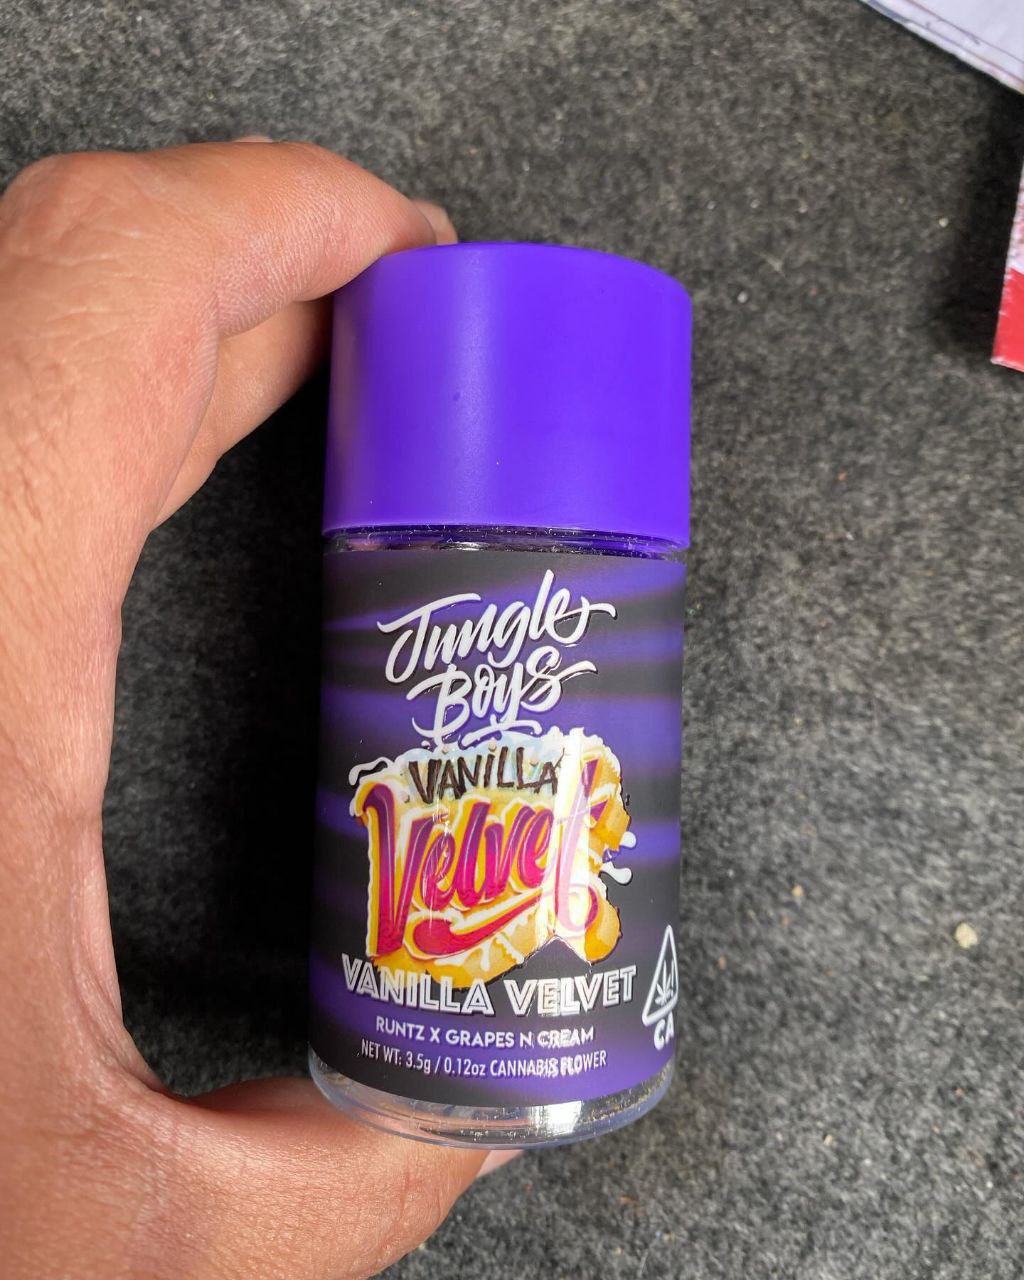 Jungle
Boys
VANILLA
Velvet
VANILLA VELVET
RUNTZ X GRAPES N CREAM
NET WT: 3.5g / 0.12oz CANNABIS FLOWER
!
CA